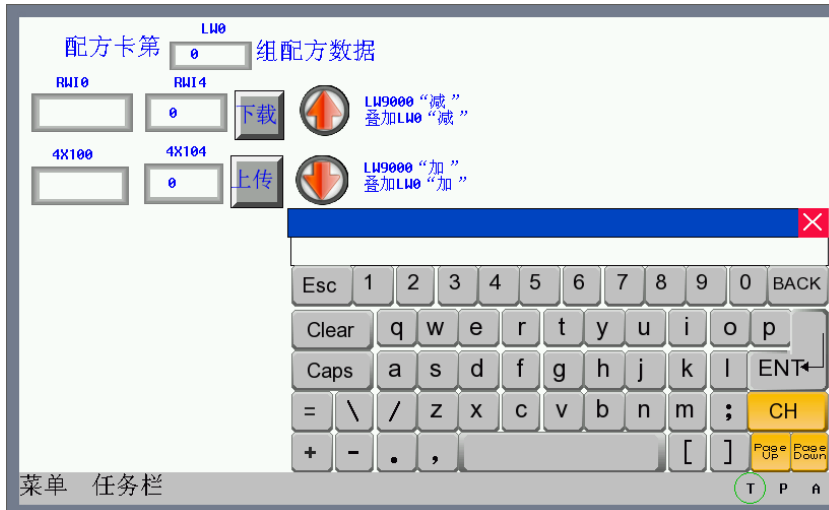 LW0
配方卡第 0 组配方数据
RWI0 RWI4
0 下载
LW9000“减 ”
叠加LW0“减 ”
4X100 4X104
0 上传
LW9000“加 ”
叠加LW0“加 ”
Esc 1 2 3 4 5 6 7 8 9 0 BACK
Clear q w e r t y u i o p
Caps a s d f g h j k l ENT
= \ / z x c v b n m ; CH
+ - . , [ ] Page Up Page Down
菜单 任务栏 T P A